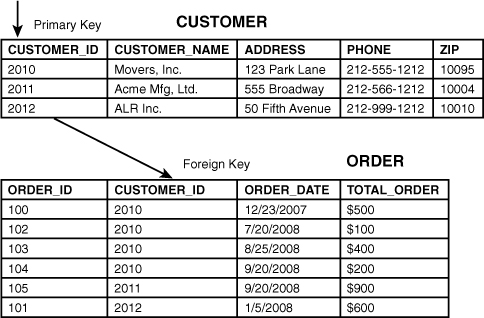 Primary Key CUSTOMER
CUSTOMER_ID CUSTOMER_NAME ADDRESS PHONE ZIP
2010 Movers, Inc. 123 Park Lane 212-555-1212 10095
2011 Acme Mfg, Ltd. 555 Broadway 212-566-1212 10004
2012 ALR Inc. 50 Fifth Avenue 212-999-1212 10010
Foreign Key ORDER
ORDER_ID CUSTOMER_ID ORDER_DATE TOTAL_ORDER
100 2010 12/23/2007 $500
102 2010 7/20/2008 $100
103 2010 8/25/2008 $400
104 2010 9/20/2008 $200
105 2011 9/20/2008 $900
101 2012 1/5/2008 $600